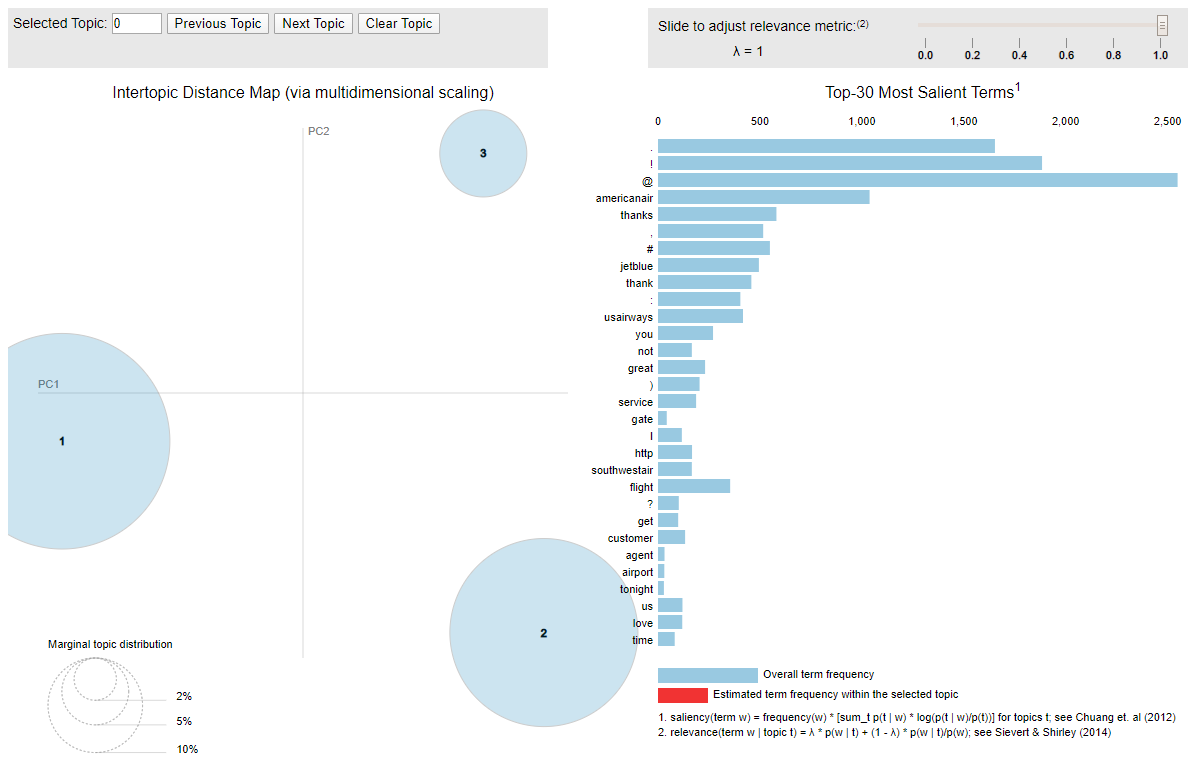 Selected Topic: 0 Previous Topic Next Topic Clear Topic
Slide to adjust relevance metric:(2)
λ = 1
0.0 0.2 0.4 0.6 0.8 1.0
Intertopic Distance Map (via multidimensional scaling)
PC2
PC1
3
1
2
Marginal topic distribution
2%
5%
10%
Top-30 Most Salient Terms1
0 500 1,000 1,500 2,000 2,500
.
!
@
americanair
thanks
,
#
jetblue
thank
:
usairways
you
not
great
)
service
gate
I
http
southwestair
flight
?
get
customer
agent
airport
tonight
us
love
time
Overall term frequency
Estimated term frequency within the selected topic
1. saliency(term w) = frequency(w) * [sum_t p(t | w) * log(p(t | w)/p(t))] for topics t; see Chuang et. al (2012)
2. relevance(term w | topic t) = λ * p(w | t) + (1 - λ) * p(w | t)/p(w); see Sievert & Shirley (2014)